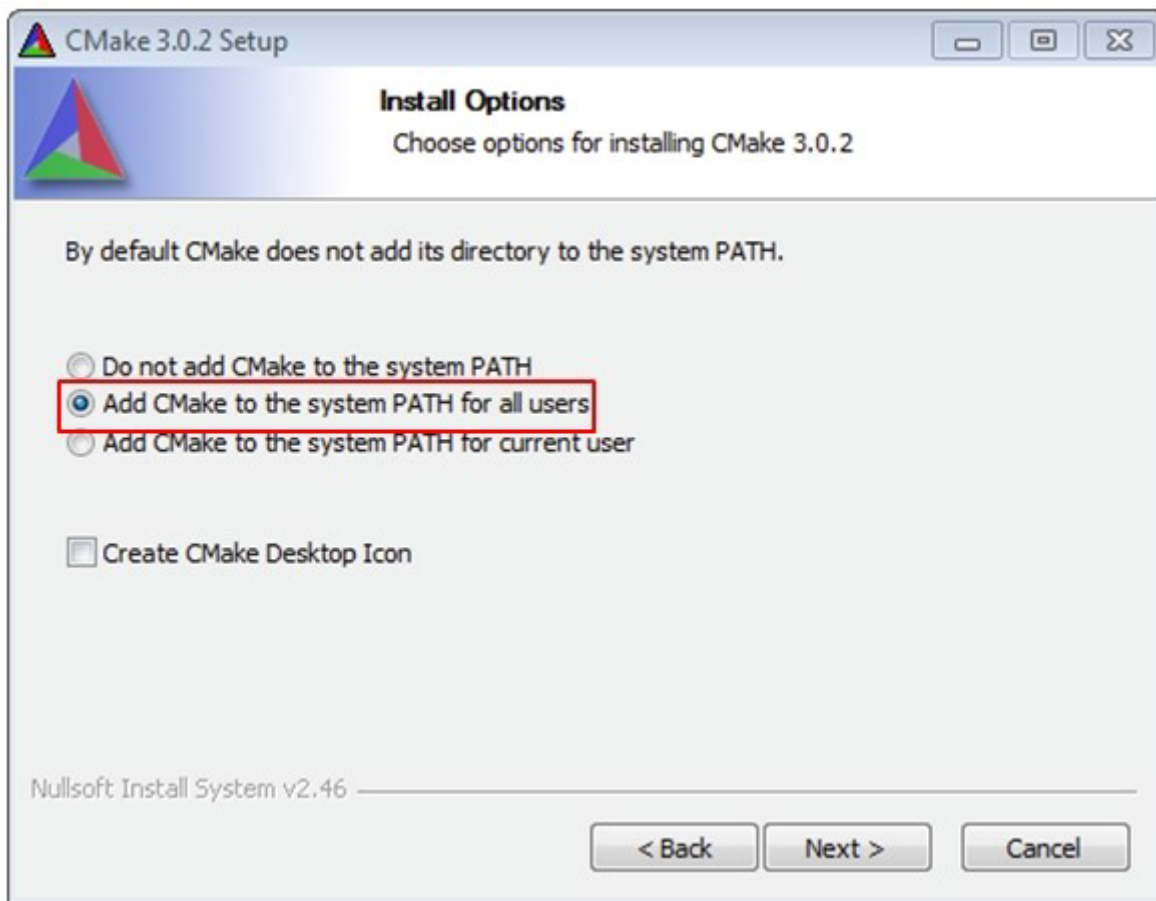 CMake 3.0.2 Setup
Install Options
Choose options for installing CMake 3.0.2
By default CMake does not add its directory to the system PATH.
Do not add CMake to the system PATH
Add CMake to the system PATH for all users
Add CMake to the system PATH for current user
Create CMake Desktop Icon
Nullsoft Install System v2.46
< Back Next > Cancel